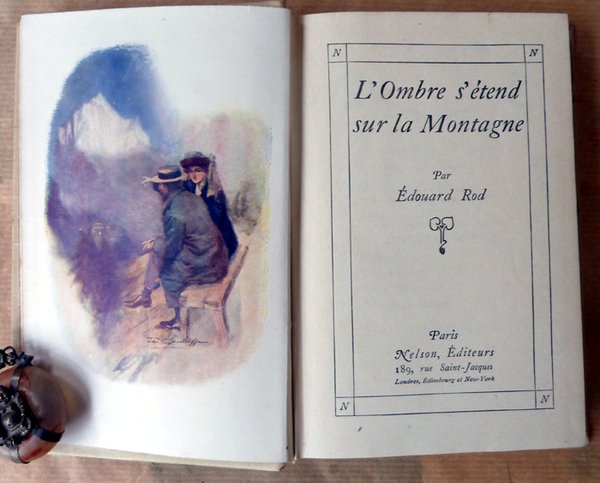 N N
L'Ombre s'étend
sur la Montagne
Par
Édouard Rod
Paris
Nelson, Éditeurs
189, rue Saint-Jacques
Londres, Edimbourg et New-York
N N